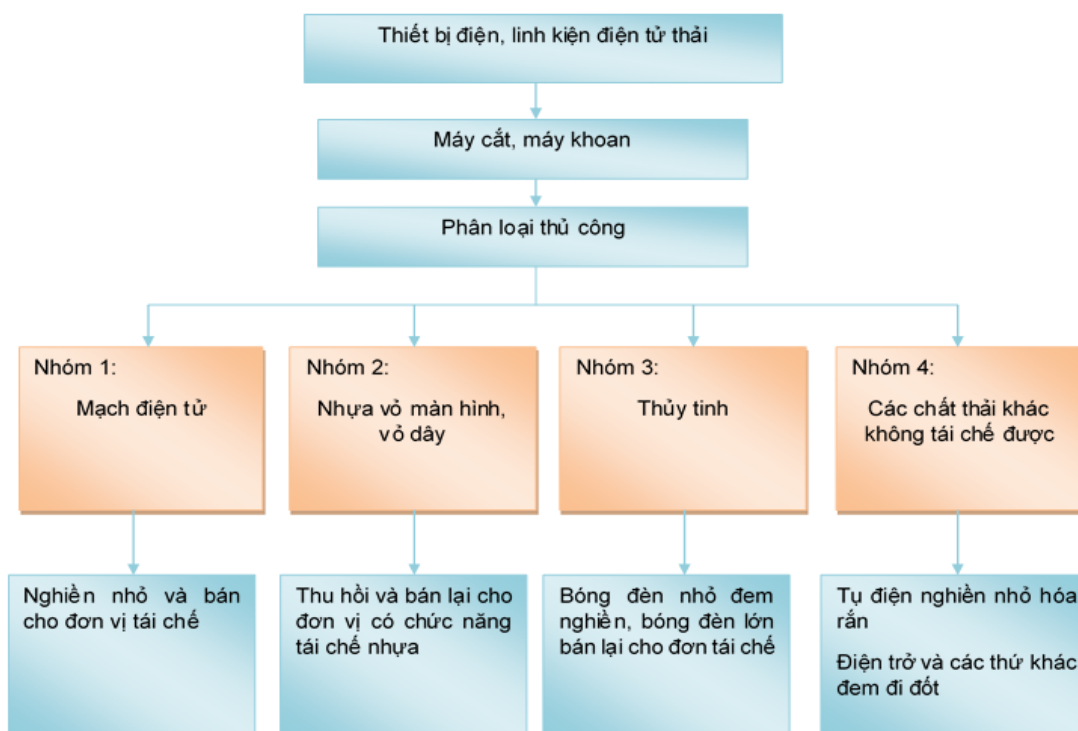 Thiết bị điện, linh kiện điện tử thải
Máy cắt, máy khoan
Phân loại thủ công
Nhóm 1:
Mạch điện tử
Nhóm 2:
Nhựa vỏ màn hình,
vỏ dây
Nhóm 3:
Thủy tinh
Nhóm 4:
Các chất thải khác
không tái chế được
Nghiền nhỏ và bán
cho đơn vị tái chế
Thu hồi và bán lại cho
đơn vị có chức năng
tái chế nhựa
Bóng đèn nhỏ đem
nghiền, bóng đèn lớn
bán lại cho đơn tái chế
Tụ điện nghiền nhỏ hóa
rắn
Điện trở và các thứ khác
đem đi đốt